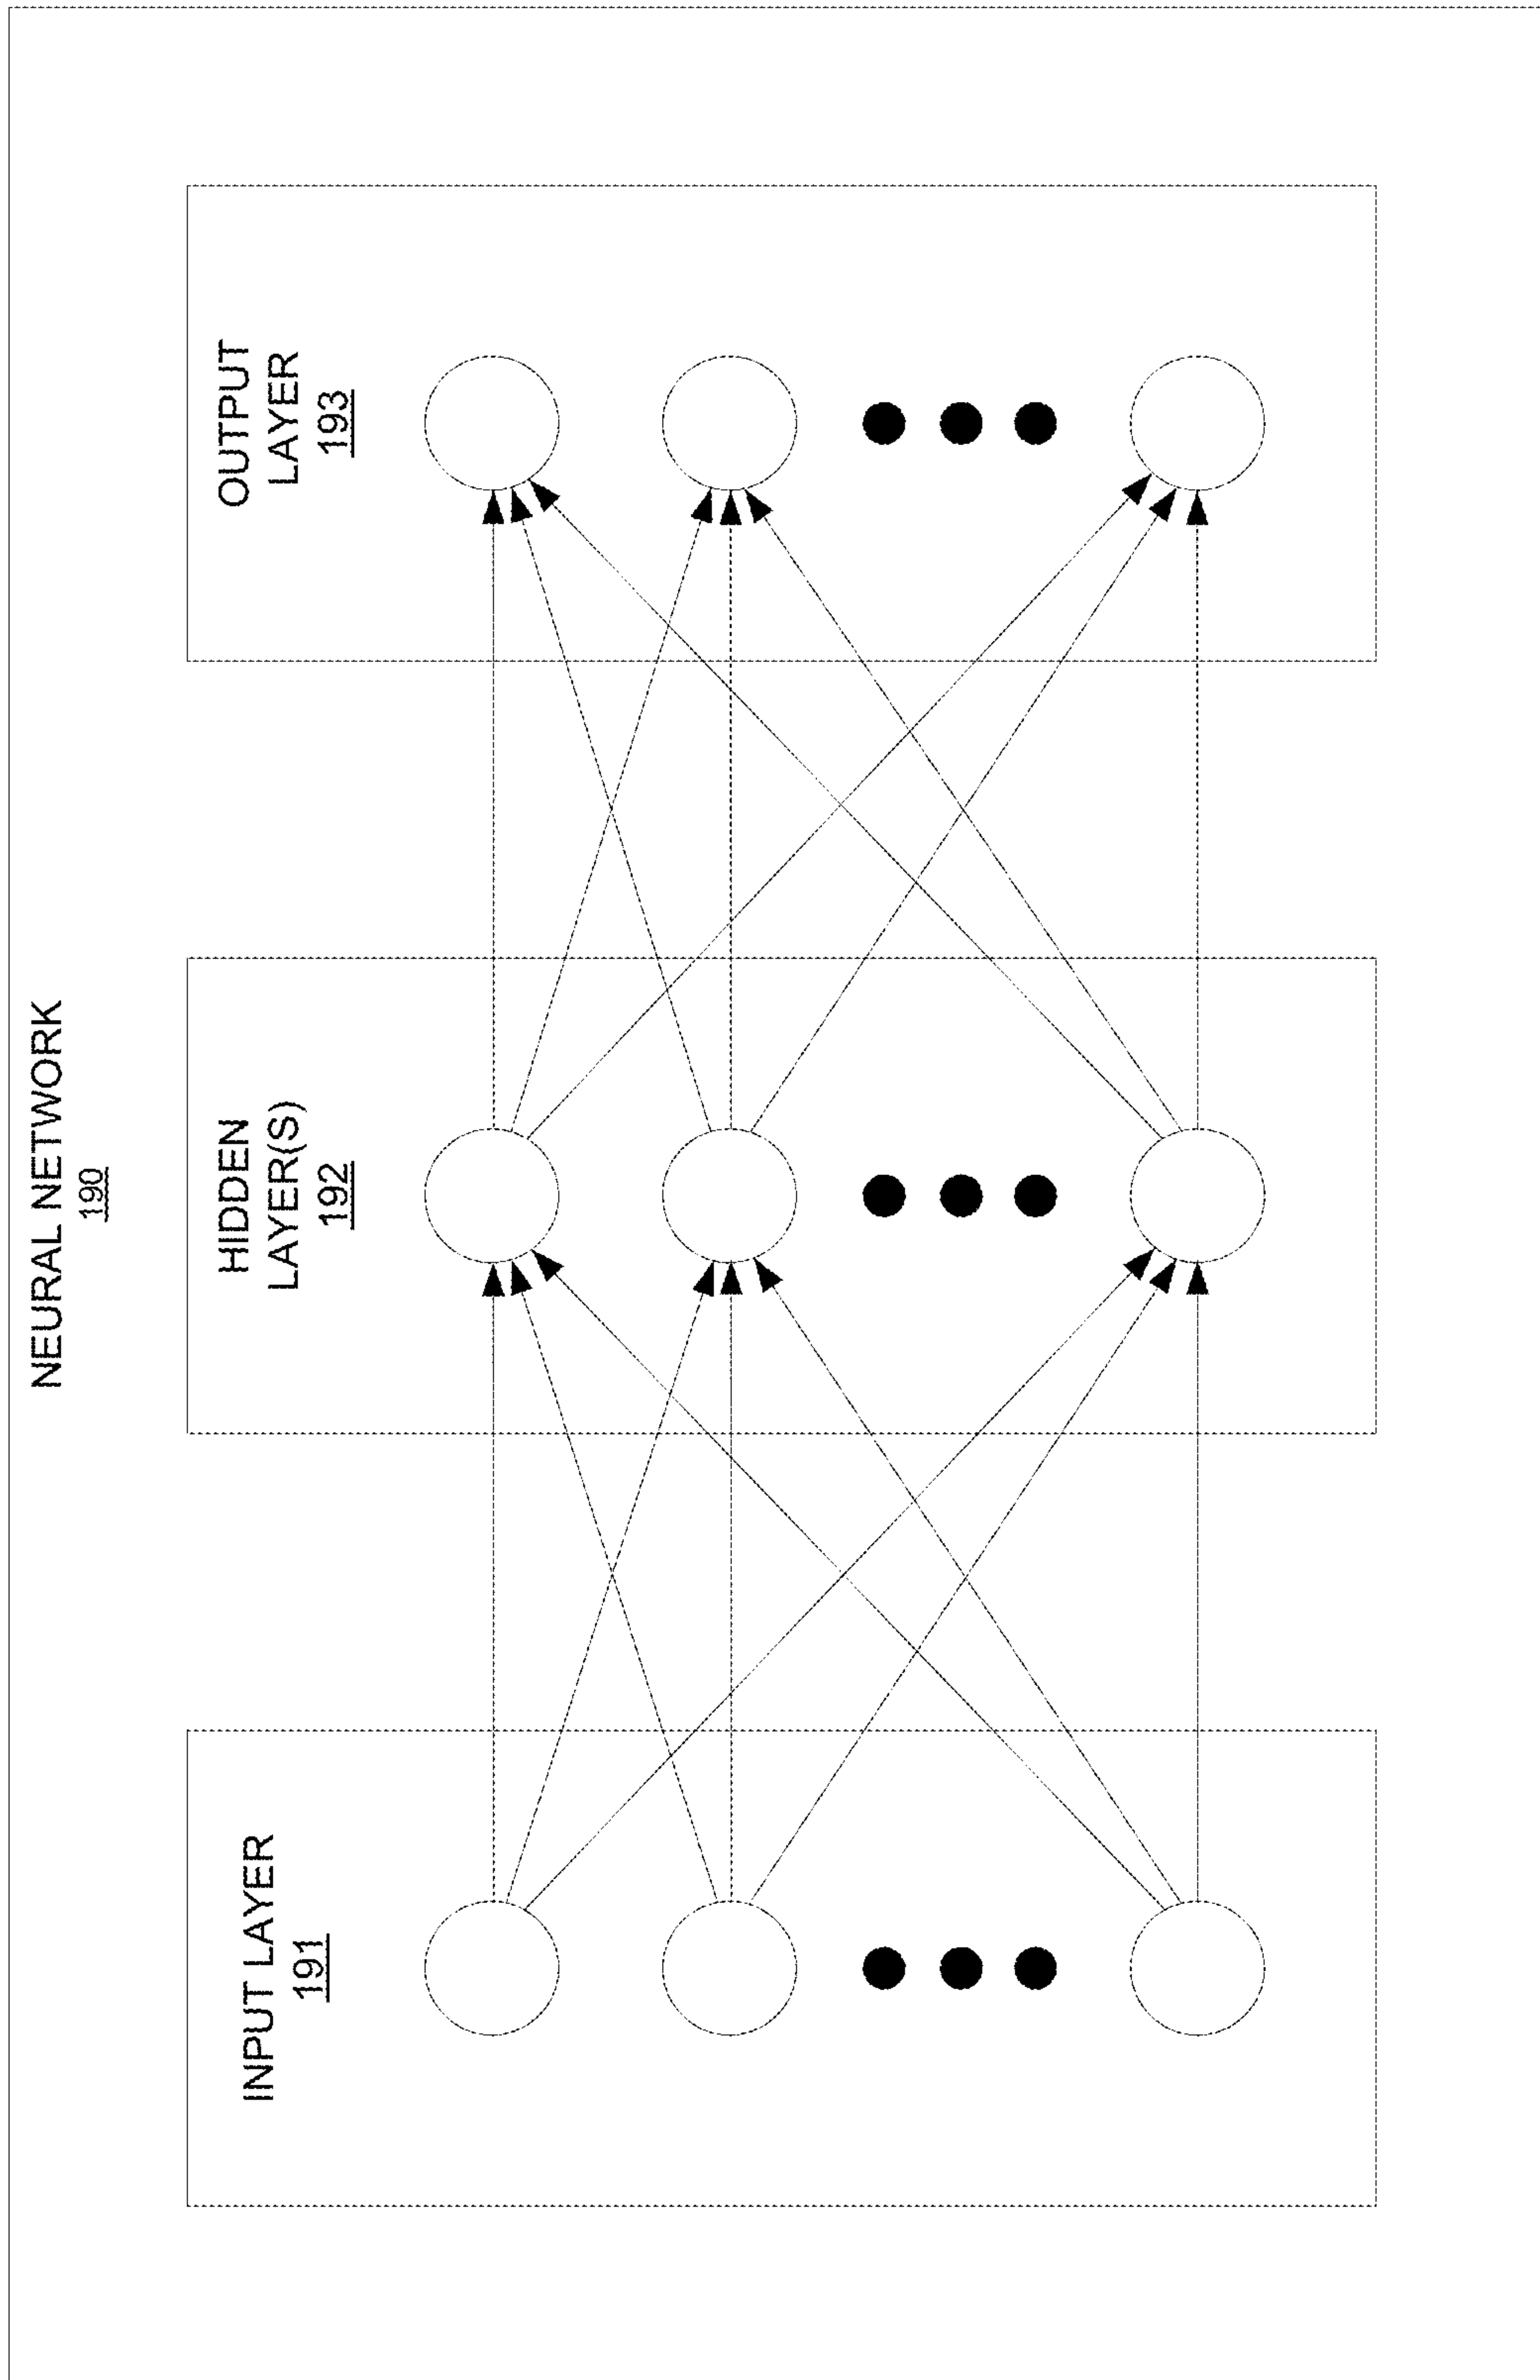 NEURAL NETWORK
190
INPUT LAYER
191
HIDDEN
LAYER(S)
192
OUTPUT
LAYER
193